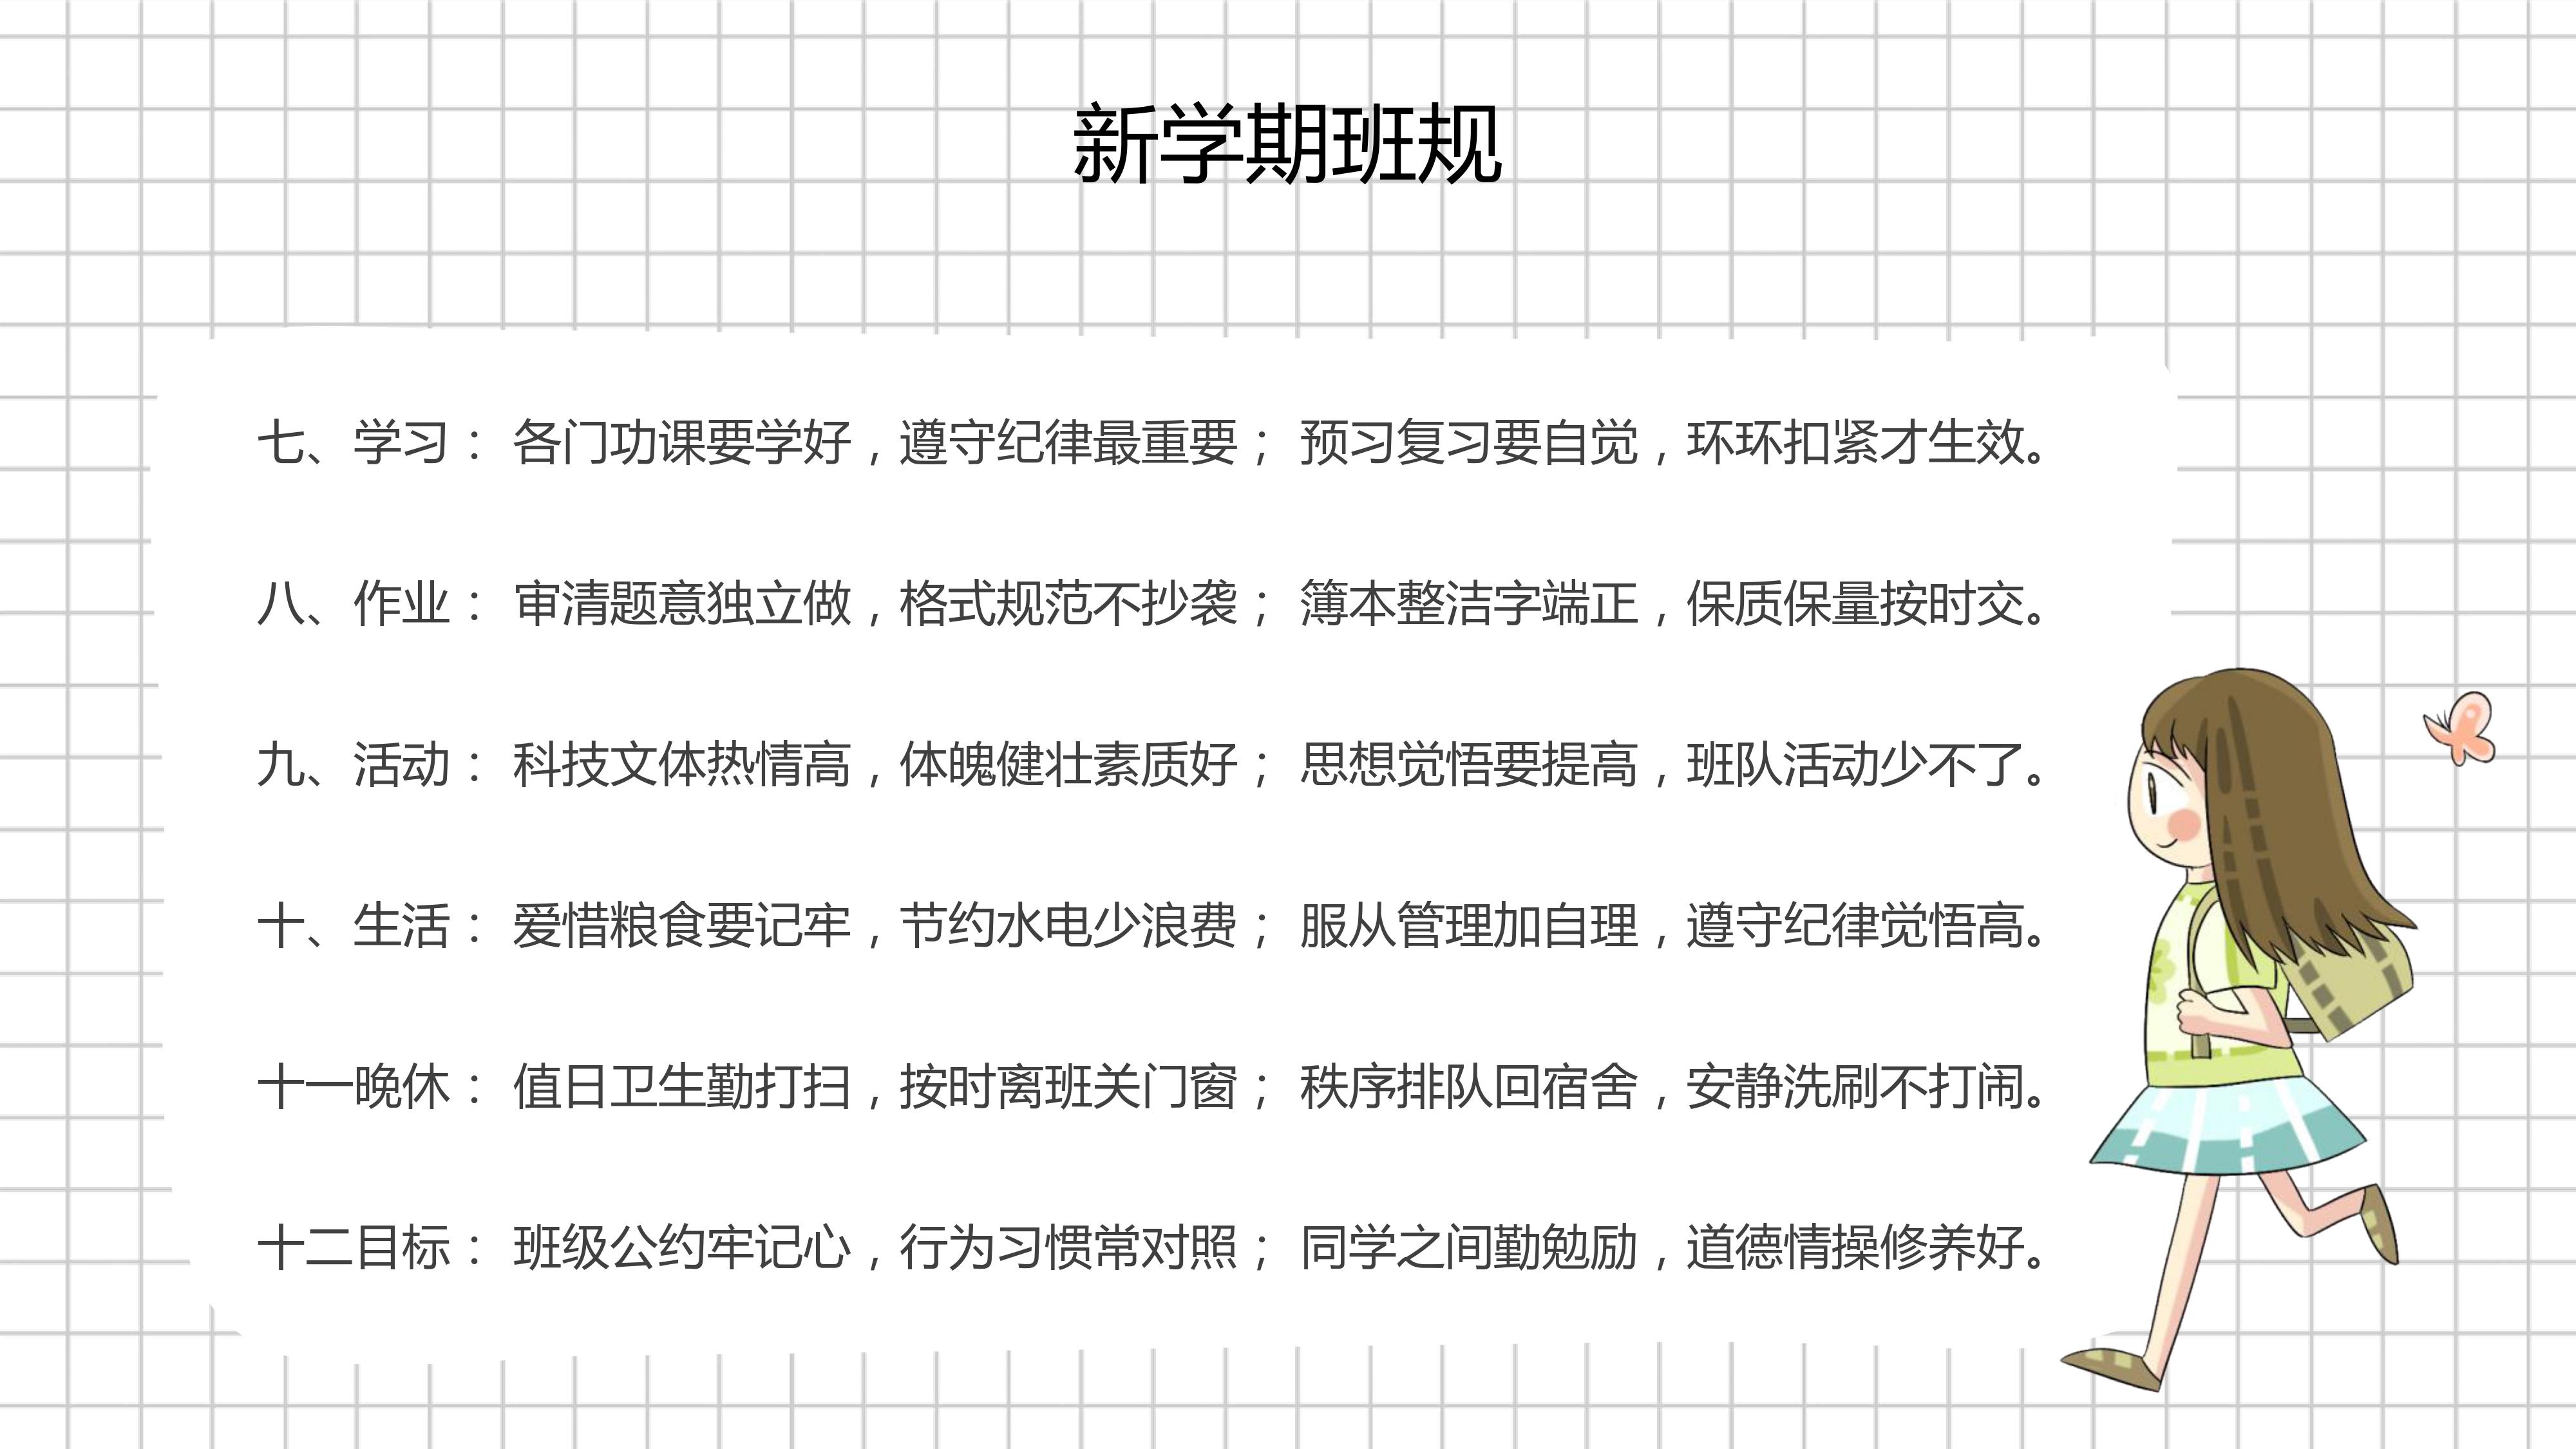 新学期班规
七、学习： 各门功课要学好，遵守纪律最重要； 预习复习要自觉，环环扣紧才生效。
八、作业： 审清题意独立做，格式规范不抄袭； 簿本整洁字端正，保质保量按时交。
九、活动： 科技文体热情高，体魄健壮素质好； 思想觉悟要提高，班队活动少不了。
十、生活： 爱惜粮食要记牢，节约水电少浪费； 服从管理加自理，遵守纪律觉悟高。
十一晚休： 值日卫生勤打扫，按时离班关门窗； 秩序排队回宿舍，安静洗刷不打闹。
十二目标： 班级公约牢记心，行为习惯常对照； 同学之间勤勉励，道德情操修养好。